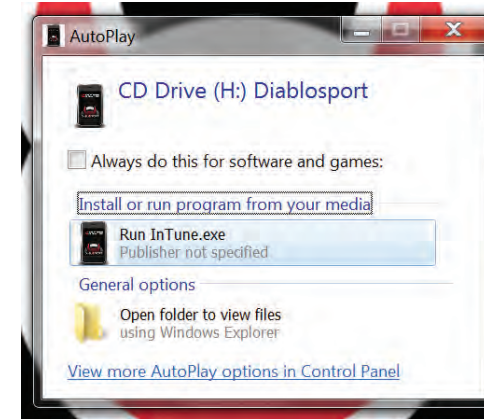 AutoPlay
CD Drive (H:) Diablosport
Always do this for software and games:
Install or run program from your media
Run InTune.exe
Publisher not specified
General options
Open folder to view files
using Windows Explorer
View more AutoPlay options in Control Panel